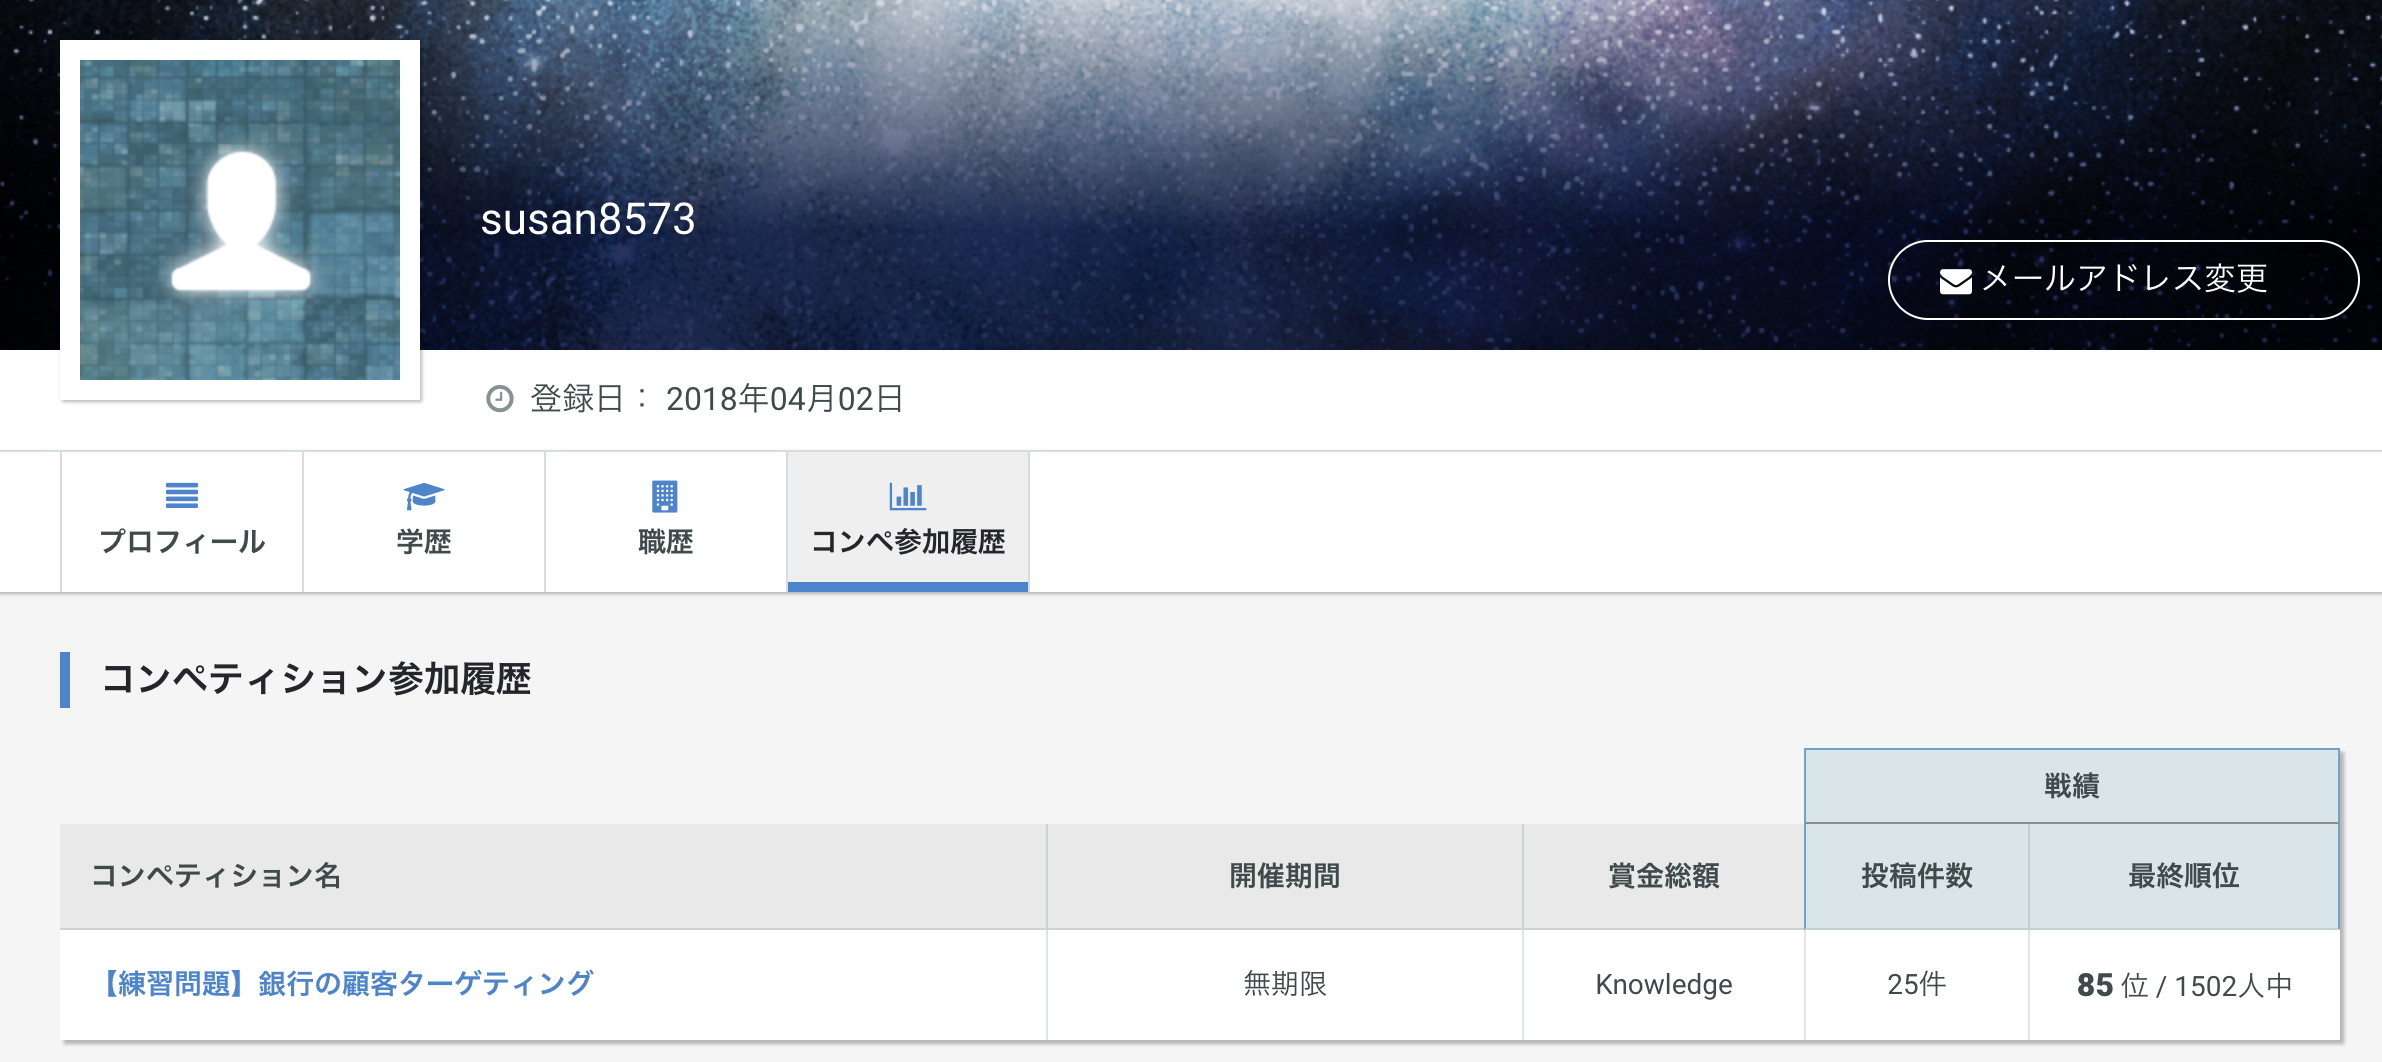 susan8573
メールアドレス変更
登録日： 2018年04月02日
プロフィール
学歴
職歴
コンペ参加履歴
コンペティション参加履歴
戦績
コンペティション名 開催期間 賞金総額 投稿件数 最終順位
【練習問題】銀行の顧客ターゲティング 無期限 Knowledge 25件 85 位 / 1502人中